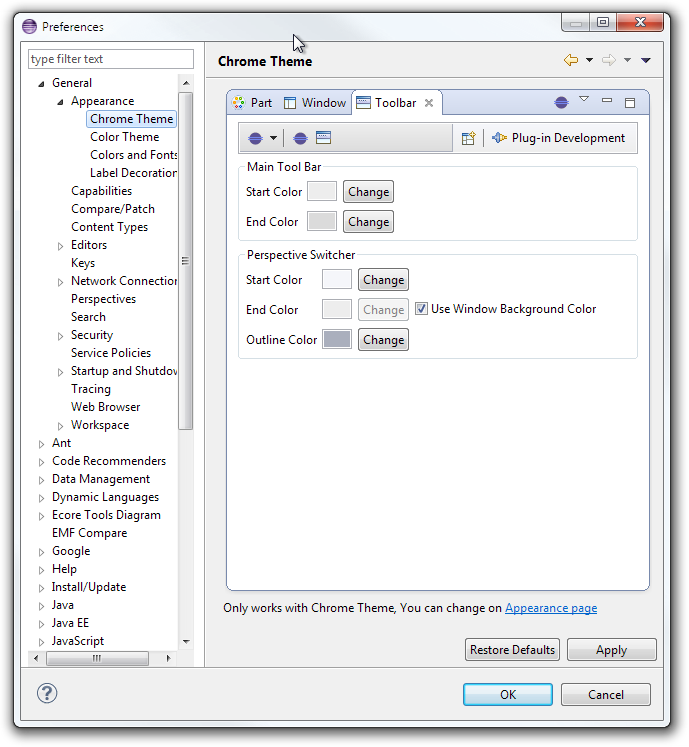 Preferences
type filter text
Chrome Theme
General
Appearance
Chrome Theme
Color Theme
Colors and Fonts
Label Decoration
Capabilities
Compare/Patch
Content Types
Editors
Keys
Network Connection
Perspectives
Search
Security
Service Policies
Startup and Shutdow
Tracing
Web Browser
Workspace
Ant
Code Recommenders
Data Management
Dynamic Languages
Ecore Tools Diagram
EMF Compare
Google
Help
Install/Update
Java
Java EE
JavaScript
Part Window Toolbar
Plug-in Development
Main Tool Bar
Start Color Change
End Color Change
Perspective Switcher
Start Color Change
End Color Change Use Window Background Color
Outline Color Change
Only works with Chrome Theme, You can change on Appearance page
Restore Defaults Apply
OK Cancel